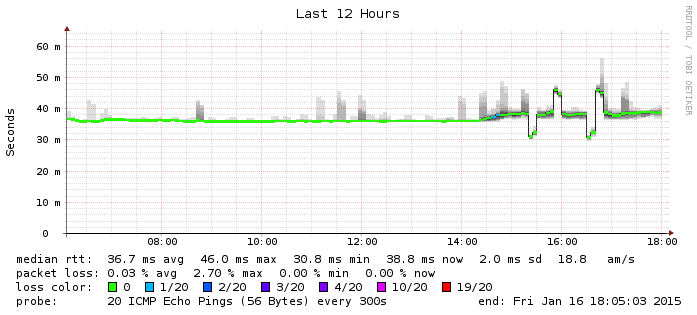 Last 12 Hours
RRDTOOL / TOBI OETIKER
Seconds
60 m
50 m
40 m
30 m
20 m
10 m
0
08:00 10:00 12:00 14:00 16:00 18:00
median rtt: 36.7 ms avg 46.0 ms max 30.8 ms min 38.8 ms now 2.0 ms sd 18.8 am/s
packet loss: 0.03 % avg 2.70 % max 0.00 % min 0.00 % now
loss color: 0 1/20 2/20 3/20 4/20 10/20 19/20
probe: 20 ICMP Echo Pings (56 Bytes) every 300s end: Fri Jan 16 18:05:03 2015